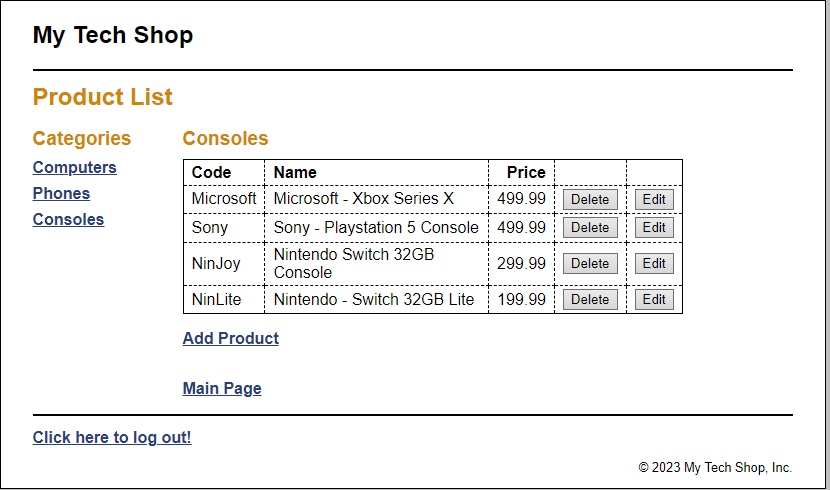 My Tech Shop
Product List
Categories
Computers
Phones
Consoles
Consoles
Code Name Price
Microsoft Microsoft - Xbox Series X 499.99 Delete Edit
Sony Sony - Playstation 5 Console 499.99 Delete Edit
NinJoy Nintendo Switch 32GB
Console 299.99 Delete Edit
NinLite Nintendo - Switch 32GB Lite 199.99 Delete Edit
Add Product
Main Page
Click here to log out!
© 2023 My Tech Shop, Inc.